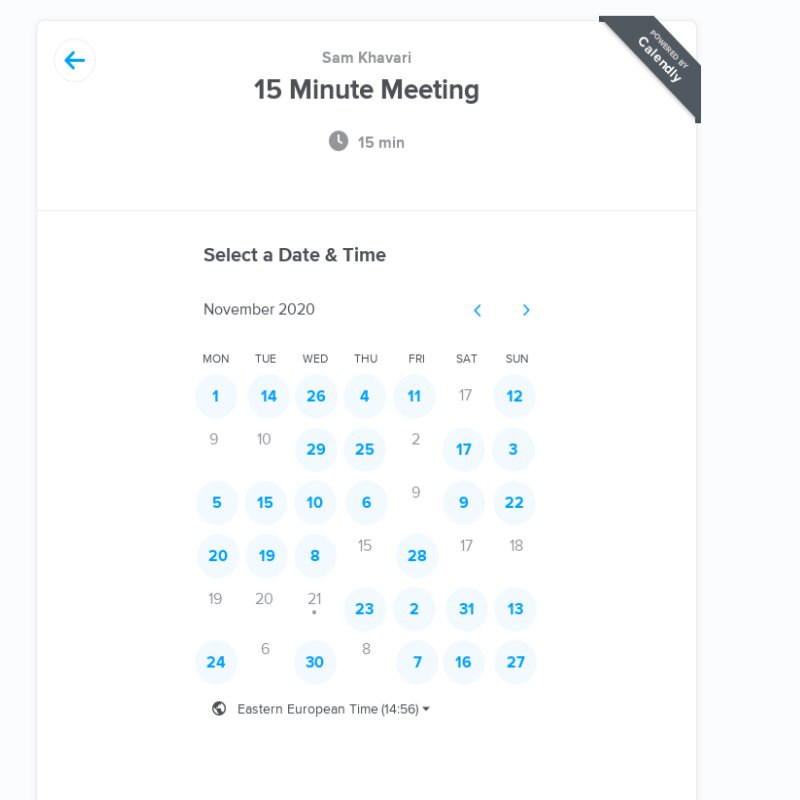 POWERED BY
Calendly
Sam Khavari
15 Minute Meeting
15 min
Select a Date & Time
November 2020
MON TUE WED THU FRI SAT SUN
1 14 26 4 11 17 12
9 10 29 25 2 17 3
5 15 10 6 9 9 22
20 19 8 15 28 17 18
19 20 21 23 2 31 13
24 6 30 8 7 16 27
Eastern European Time (14:56)